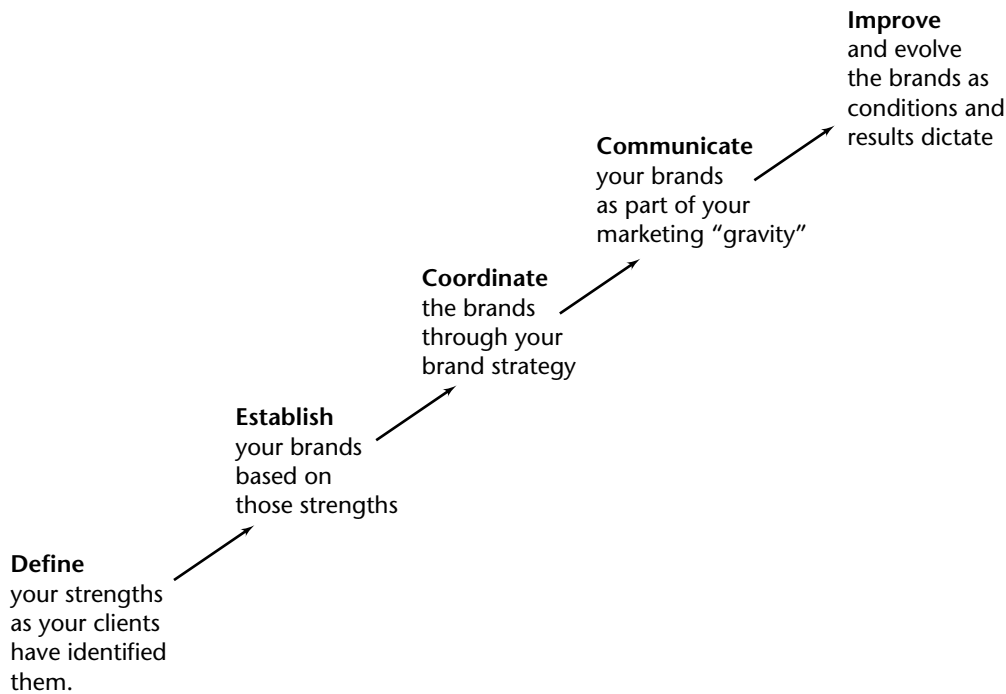 Define
your strengths
as your clients
have identified
them.
Establish
your brands
based on
those strengths
Coordinate
the brands
through your
brand strategy
Communicate
your brands
as part of your
marketing “gravity”
Improve
and evolve
the brands as
conditions and
results dictate